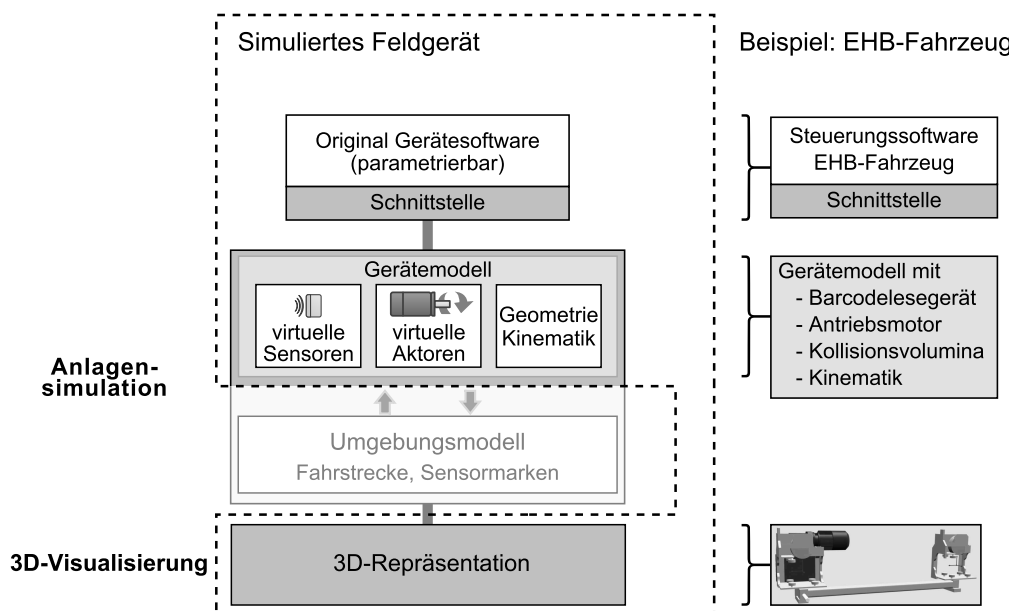 Simuliertes Feldgerät
Beispiel: EHB-Fahrzeug
Original Gerätesoftware
(parametrierbar)
Schnittstelle
Steuerungssoftware
EHB-Fahrzeug
Schnittstelle
Gerätemodell
virtuelle
Sensoren
virtuelle
Aktoren
Geometrie
Kinematik
Gerätemodell mit
- Barcodelesegerät
- Antriebsmotor
- Kollisionsvolumina
- Kinematik
Anlagen-
simulation
Umgebungsmodell
Fahrstrecke, Sensormarken
3D-Visualisierung
3D-Repräsentation